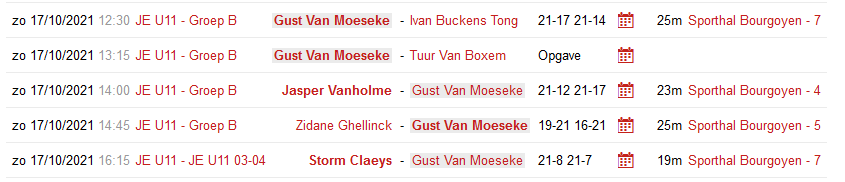 zo 17/10/2021 12:30 JE U11 - Groep B Gust Van Moeseke - Ivan Buckens Tong 21-17 21-14 25m Sporthal Bourgoyen - 7
zo 17/10/2021 13:15 JE U11 - Groep B Gust Van Moeseke - Tuur Van Boxem Opgave
zo 17/10/2021 14:00 JE U11 - Groep B Jasper Vanholme - Gust Van Moeseke 21-12 21-17 23m Sporthal Bourgoyen - 4
zo 17/10/2021 14:45 JE U11 - Groep B Zidane Ghellinck - Gust Van Moeseke 19-21 16-21 25m Sporthal Bourgoyen - 5
zo 17/10/2021 16:15 JE U11 - JE U11 03-04 Storm Claeys - Gust Van Moeseke 21-8 21-7 19m Sporthal Bourgoyen - 7